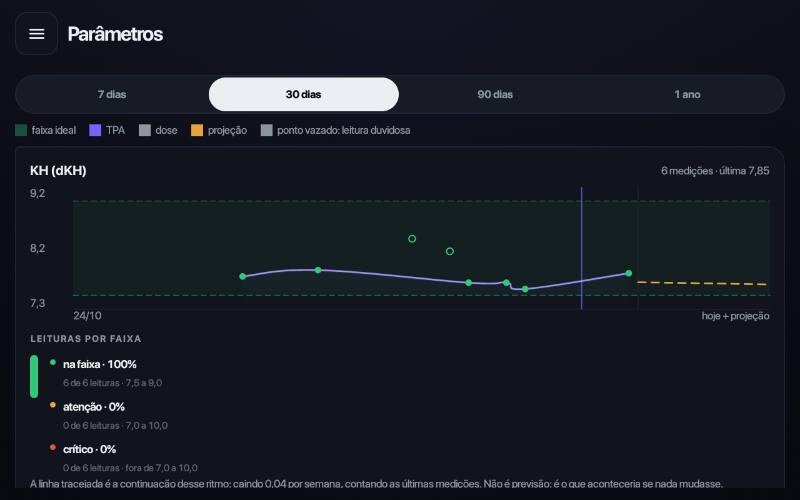 Parâmetros
7 dias
30 dias
90 dias
1 ano
faixa ideal
TPA
dose
projeção
ponto vazado: leitura duvidosa
KH (dKH)
6 medições · última 7,85
9,2
8,2
7,3
24/10
hoje + projeção
LEITURAS POR FAIXA
na faixa · 100%
6 de 6 leituras · 7,5 a 9,0
atenção · 0%
0 de 6 leituras · 7,0 a 10,0
crítico · 0%
0 de 6 leituras · fora de 7,0 a 10,0
A linha tracejada é a continuação desse ritmo: caindo 0,04 por semana, contando as últimas medições. Não é previsão: é o que aconteceria se nada mudasse.